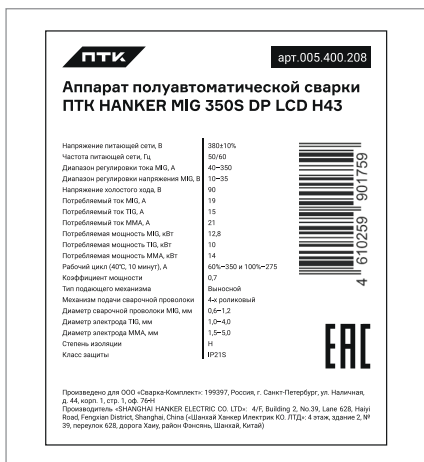 ПТК
арт.005.400.208
Аппарат полуавтоматической сварки
ПТК HANKER MIG 350S DP LCD H43
Напряжение питающей сети, В 380±10%
Частота питающей сети, Гц 50/60
Диапазон регулировки тока MIG, А 40–350
Диапазон регулировки напряжения MIG, В 10–35
Напряжение холостого хода, В 90
Потребляемый ток MIG, А 19
Потребляемый ток TIG, А 15
Потребляемый ток MMA, А 21
Потребляемая мощность MIG, кВт 12,8
Потребляемая мощность TIG, кВт 10
Потребляемая мощность MMA, кВт 14
Рабочий цикл (40°C, 10 минут), А 60%–350 и 100%–275
Коэффициент мощности 0,7
Тип подающего механизма Выносной
Механизм подачи сварочной проволоки 4-х роликовый
Диаметр сварочной проволоки MIG, мм 0,6–1,2
Диаметр электрода TIG, мм 1,0–4,0
Диаметр электрода MMA, мм 1,5–5,0
Степень изоляции H
Класс защиты IP21S
4 610259 901759
EAC
Произведено для ООО «Сварка-Комплект»: 199397, Россия, г. Санкт-Петербург, ул. Наличная,
д. 44, корп. 1, стр. 1, оф. 76-Н
Производитель «SHANGHAI HANKER ELECTRIC CO. LTD»: 4/F, Building 2, No.39, Lane 628, Haiyi
Road, Fengxian District, Shanghai, China («Шанхай Ханкер Илектрик КО. ЛТД»: 4 этаж, здание 2, №
39, переулок 628, дорога Хаиу, район Фэнсянь, Шанхай, Китай)